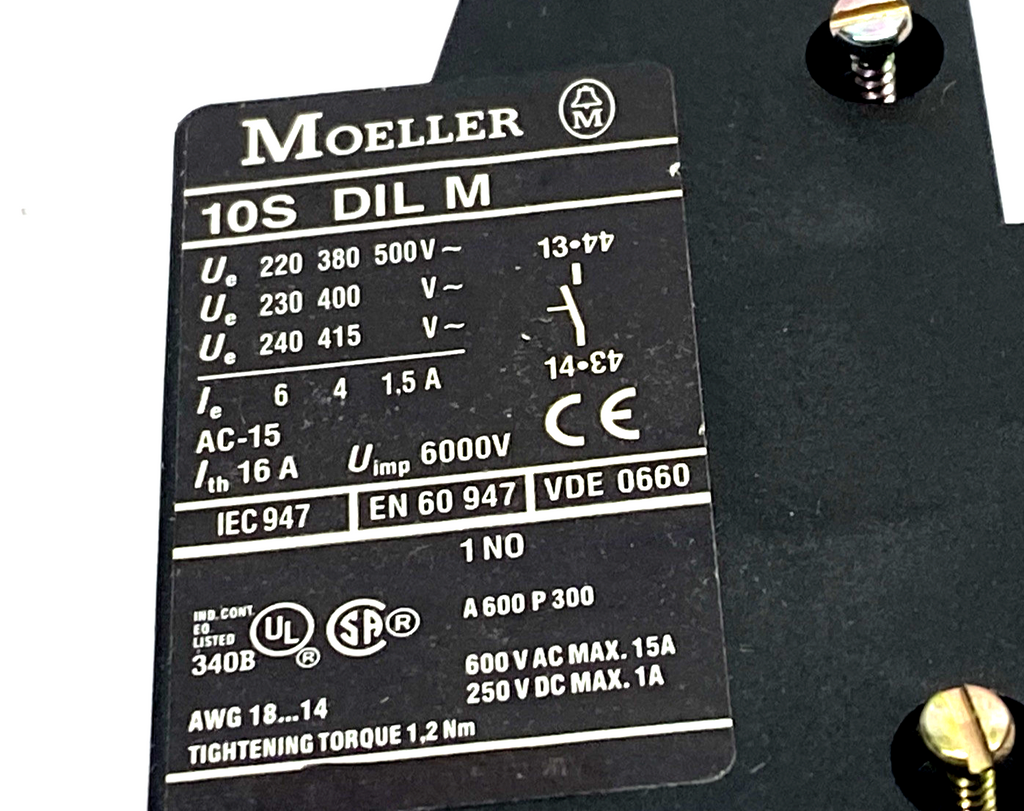 MOELLER
M
10S DIL M
Ue 220 380 500V~
Ue 230 400 V~
Ue 240 415 V~
13•44
14•43
Ie 6 4 1,5 A
AC-15
CE
Ith 16 A Uimp 6000V
IEC 947 EN 60 947 VDE 0660
1 NO
IND. CONT.
EQ.
LISTED
340B
UL ®
SA ®
A 600 P 300
600 V AC MAX. 15A
250 V DC MAX. 1A
AWG 18...14
TIGHTENING TORQUE 1,2 Nm